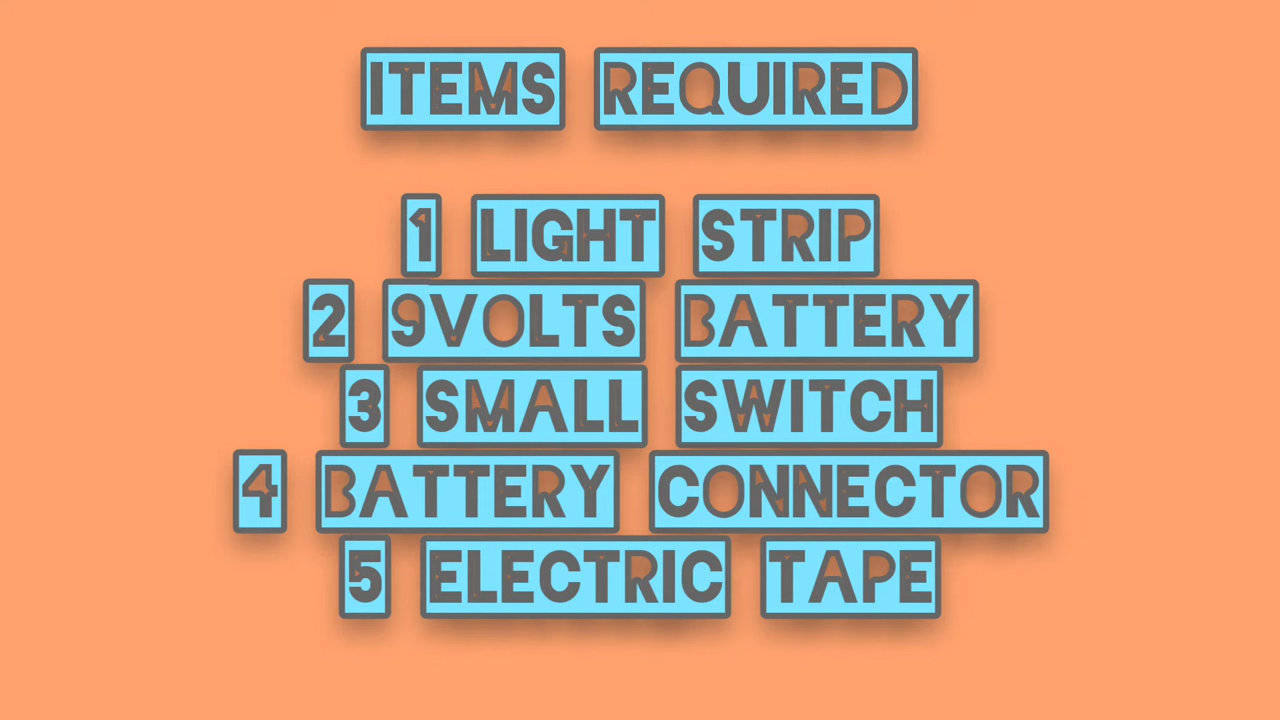 ITEMS REQUIRED
1 LIGHT STRIP
2 9VOLTS BATTERY
3 SMALL SWITCH
4 BATTERY CONNECTOR
5 ELECTRIC TAPE